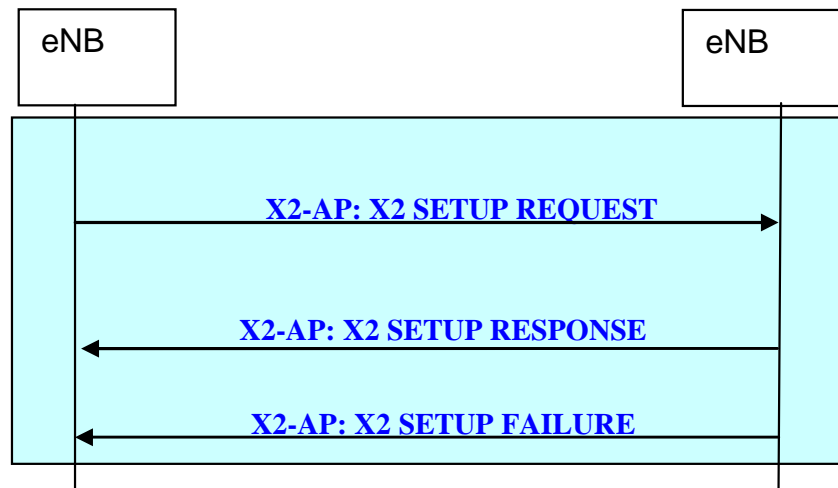 eNB
eNB
X2-AP: X2 SETUP REQUEST
X2-AP: X2 SETUP RESPONSE
X2-AP: X2 SETUP FAILURE